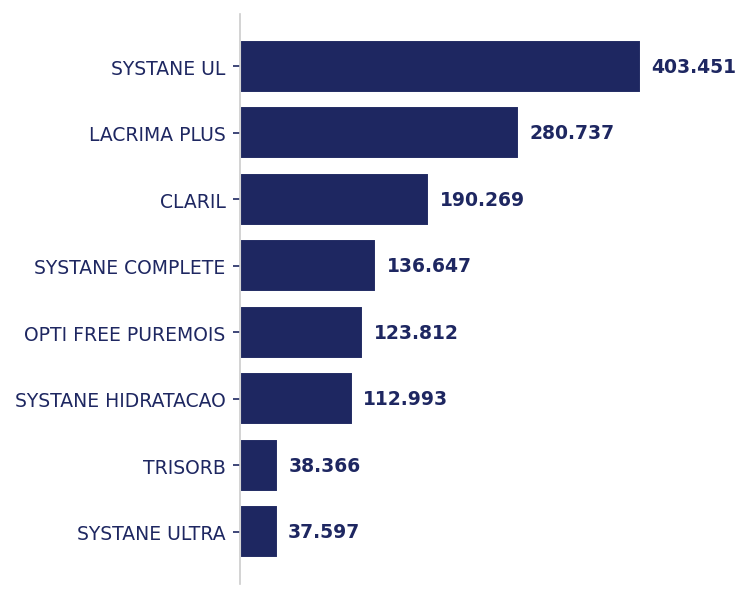 SYSTANE UL 403.451
LACRIMA PLUS 280.737
CLARIL 190.269
SYSTANE COMPLETE 136.647
OPTI FREE PUREMOIS 123.812
SYSTANE HIDRATACAO 112.993
TRISORB 38.366
SYSTANE ULTRA 37.597